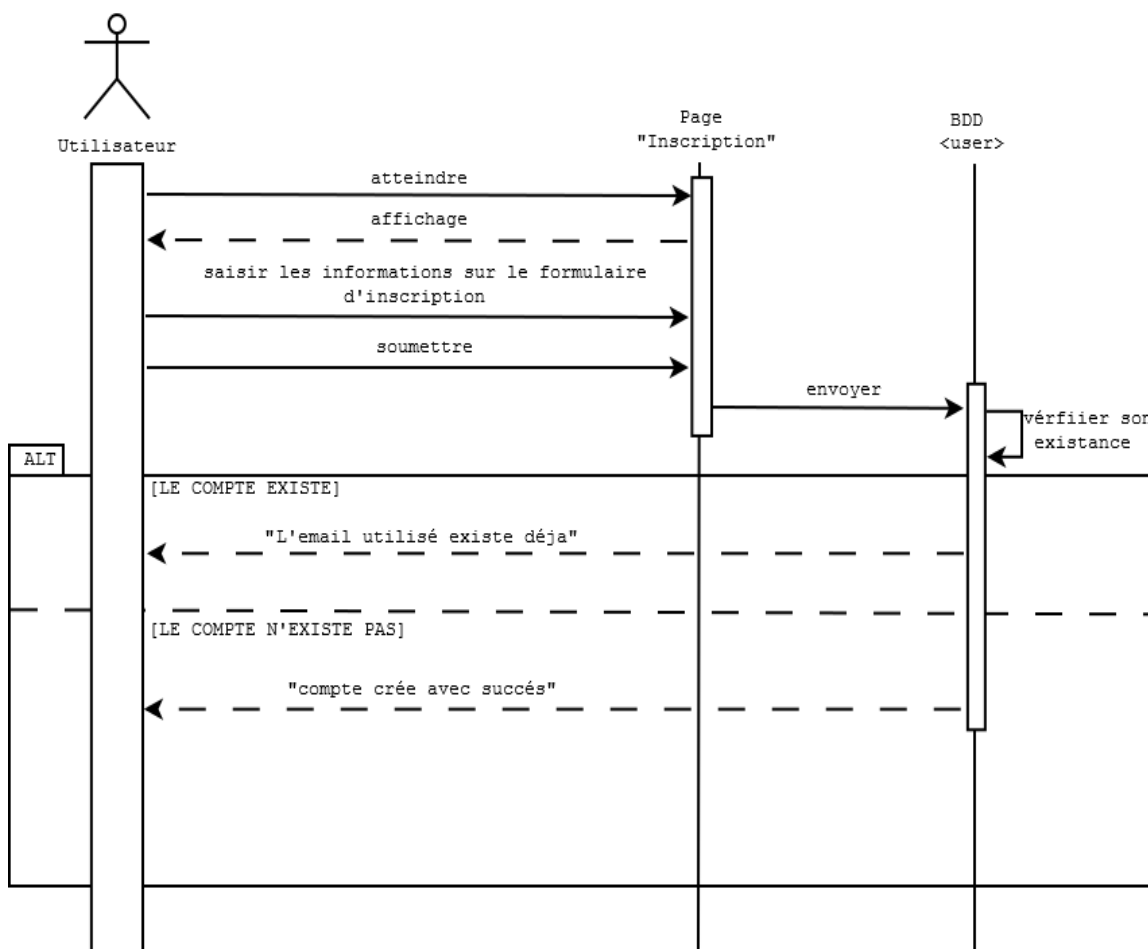 Utilisateur
Page
"Inscription"
BDD
<user>
atteindre
affichage
saisir les informations sur le formulaire
d'inscription
soumettre
envoyer
vérfiier son
existance
ALT
[LE COMPTE EXISTE]
"L'email utilisé existe déja"
[LE COMPTE N'EXISTE PAS]
"compte crée avec succés"